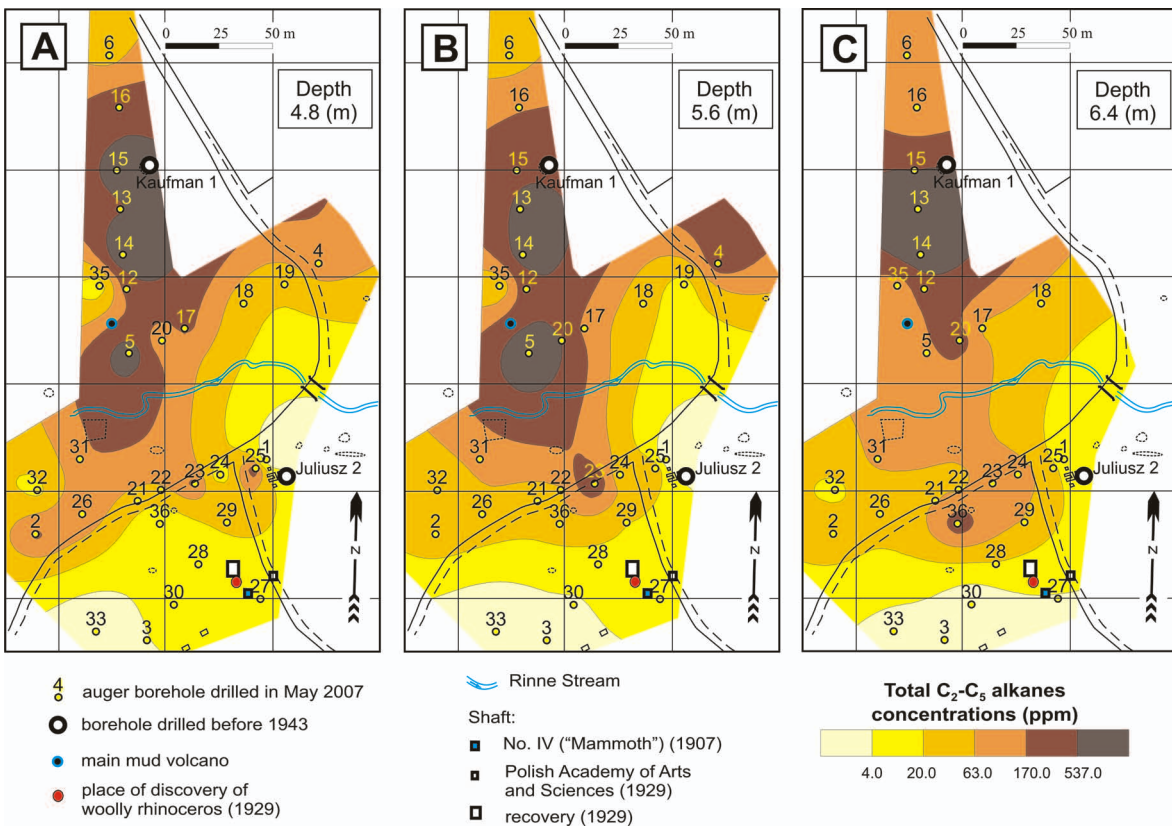 A
0 25 50 m
Depth
4.8 (m)
6
16
15
Kaufman 1
13
14
4
35
12
19
18
17
20
5
31
1
25
24
Juliusz 2
32
22
23
21
26
36
29
2
28
27
30
33
3
N
B
0 25 50 m
Depth
5.6 (m)
6
16
15
Kaufman 1
13
14
4
35
12
19
18
17
20
5
31
1
25
24
Juliusz 2
32
22
21
26
36
29
2
28
27
30
33
3
N
C
0 25 50 m
Depth
6.4 (m)
6
16
15
Kaufman 1
13
14
4
35
12
19
18
17
20
5
31
1
25
24
Juliusz 2
32
22
23
21
26
36
29
2
28
27
30
33
3
N
4 auger borehole drilled in May 2007
borehole drilled before 1943
main mud volcano
place of discovery of
woolly rhinoceros (1929)
Rinne Stream
Shaft:
No. IV (“Mammoth”) (1907)
Polish Academy of Arts
and Sciences (1929)
recovery (1929)
Total C₂-C₅ alkanes
concentrations (ppm)
4.0 20.0 63.0 170.0 537.0